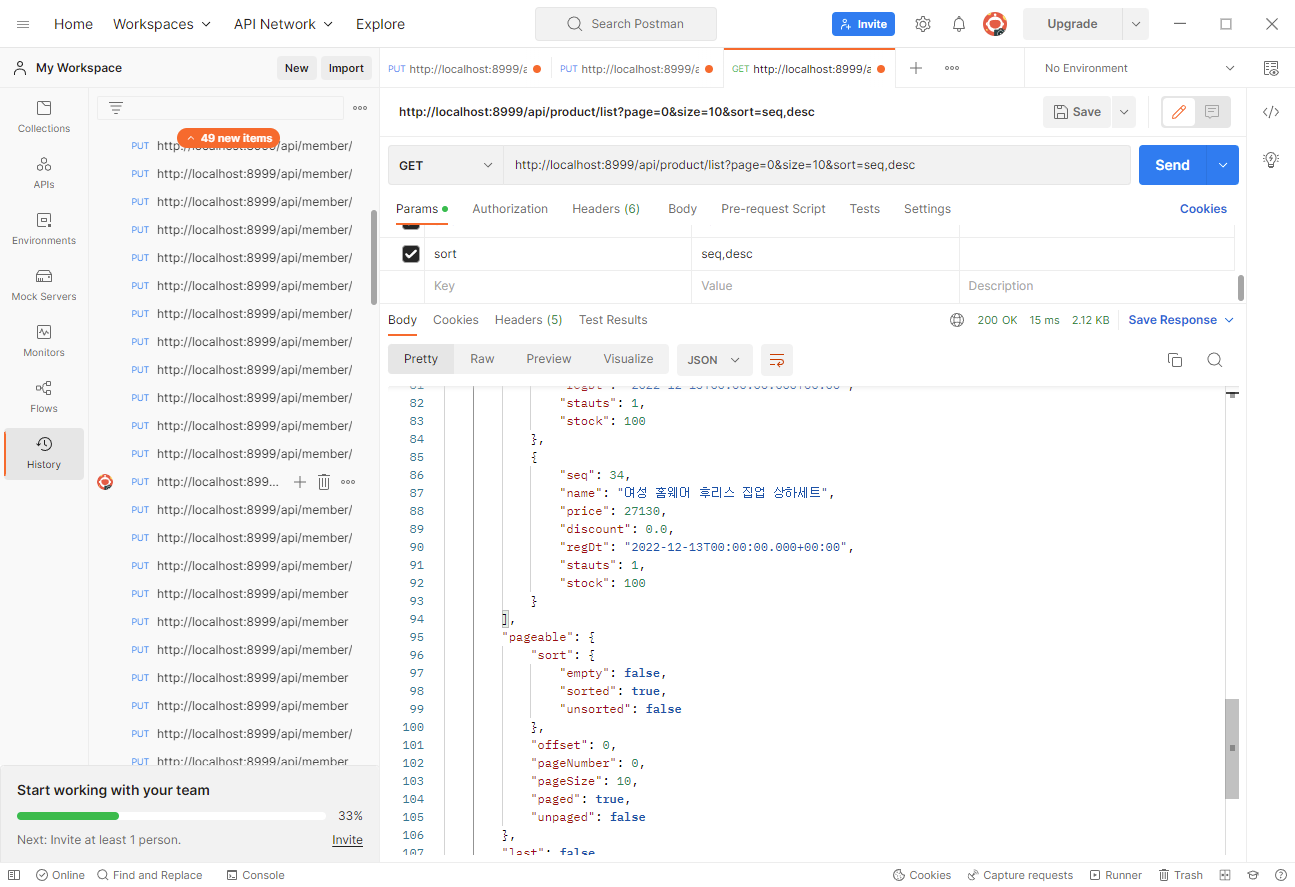 Home Workspaces API Network Explore Search Postman Invite Upgrade
My Workspace New Import
PUT http://localhost:8999/a PUT http://localhost:8999/a GET http://localhost:8999/a No Environment
Collections
APIs
Environments
Mock Servers
Monitors
Flows
History
49 new items
PUT http://localhost:8999/api/member/
PUT http://localhost:8999/api/member/
PUT http://localhost:8999/api/member/
PUT http://localhost:8999/api/member/
PUT http://localhost:8999/api/member/
PUT http://localhost:8999/api/member/
PUT http://localhost:8999/api/member/
PUT http://localhost:8999/api/member/
PUT http://localhost:8999/api/member/
PUT http://localhost:8999/api/member/
PUT http://localhost:8999/api/member/
PUT http://localhost:8999/api/member/
PUT http://localhost:899...
PUT http://localhost:8999/api/member/
PUT http://localhost:8999/api/member/
PUT http://localhost:8999/api/member/
PUT http://localhost:8999/api/member
PUT http://localhost:8999/api/member
PUT http://localhost:8999/api/member/
PUT http://localhost:8999/api/member
PUT http://localhost:8999/api/member
PUT http://localhost:8999/api/member/
PUT http://localhost:8999/api/member
Start working with your team
33%
Next: Invite at least 1 person. Invite
http://localhost:8999/api/product/list?page=0&size=10&sort=seq,desc Save
GET http://localhost:8999/api/product/list?page=0&size=10&sort=seq,desc Send
Params Authorization Headers (6) Body Pre-request Script Tests Settings Cookies
sort seq,desc
Key Value Description
Body Cookies Headers (5) Test Results 200 OK 15 ms 2.12 KB Save Response
Pretty Raw Preview Visualize JSON
81 "regDt": "2022-12-13T00:00:00.000+00:00",
82 "stauts": 1,
83 "stock": 100
84 },
85 {
86 "seq": 34,
87 "name": "여성 홈웨어 후리스 집업 상하세트",
88 "price": 27130,
89 "discount": 0.0,
90 "regDt": "2022-12-13T00:00:00.000+00:00",
91 "stauts": 1,
92 "stock": 100
93 }
94 ],
95 "pageable": {
96 "sort": {
97 "empty": false,
98 "sorted": true,
99 "unsorted": false
100 },
101 "offset": 0,
102 "pageNumber": 0,
103 "pageSize": 10,
104 "paged": true,
105 "unpaged": false
106 },
107 "last": false
Online Find and Replace Console Cookies Capture requests Runner Trash